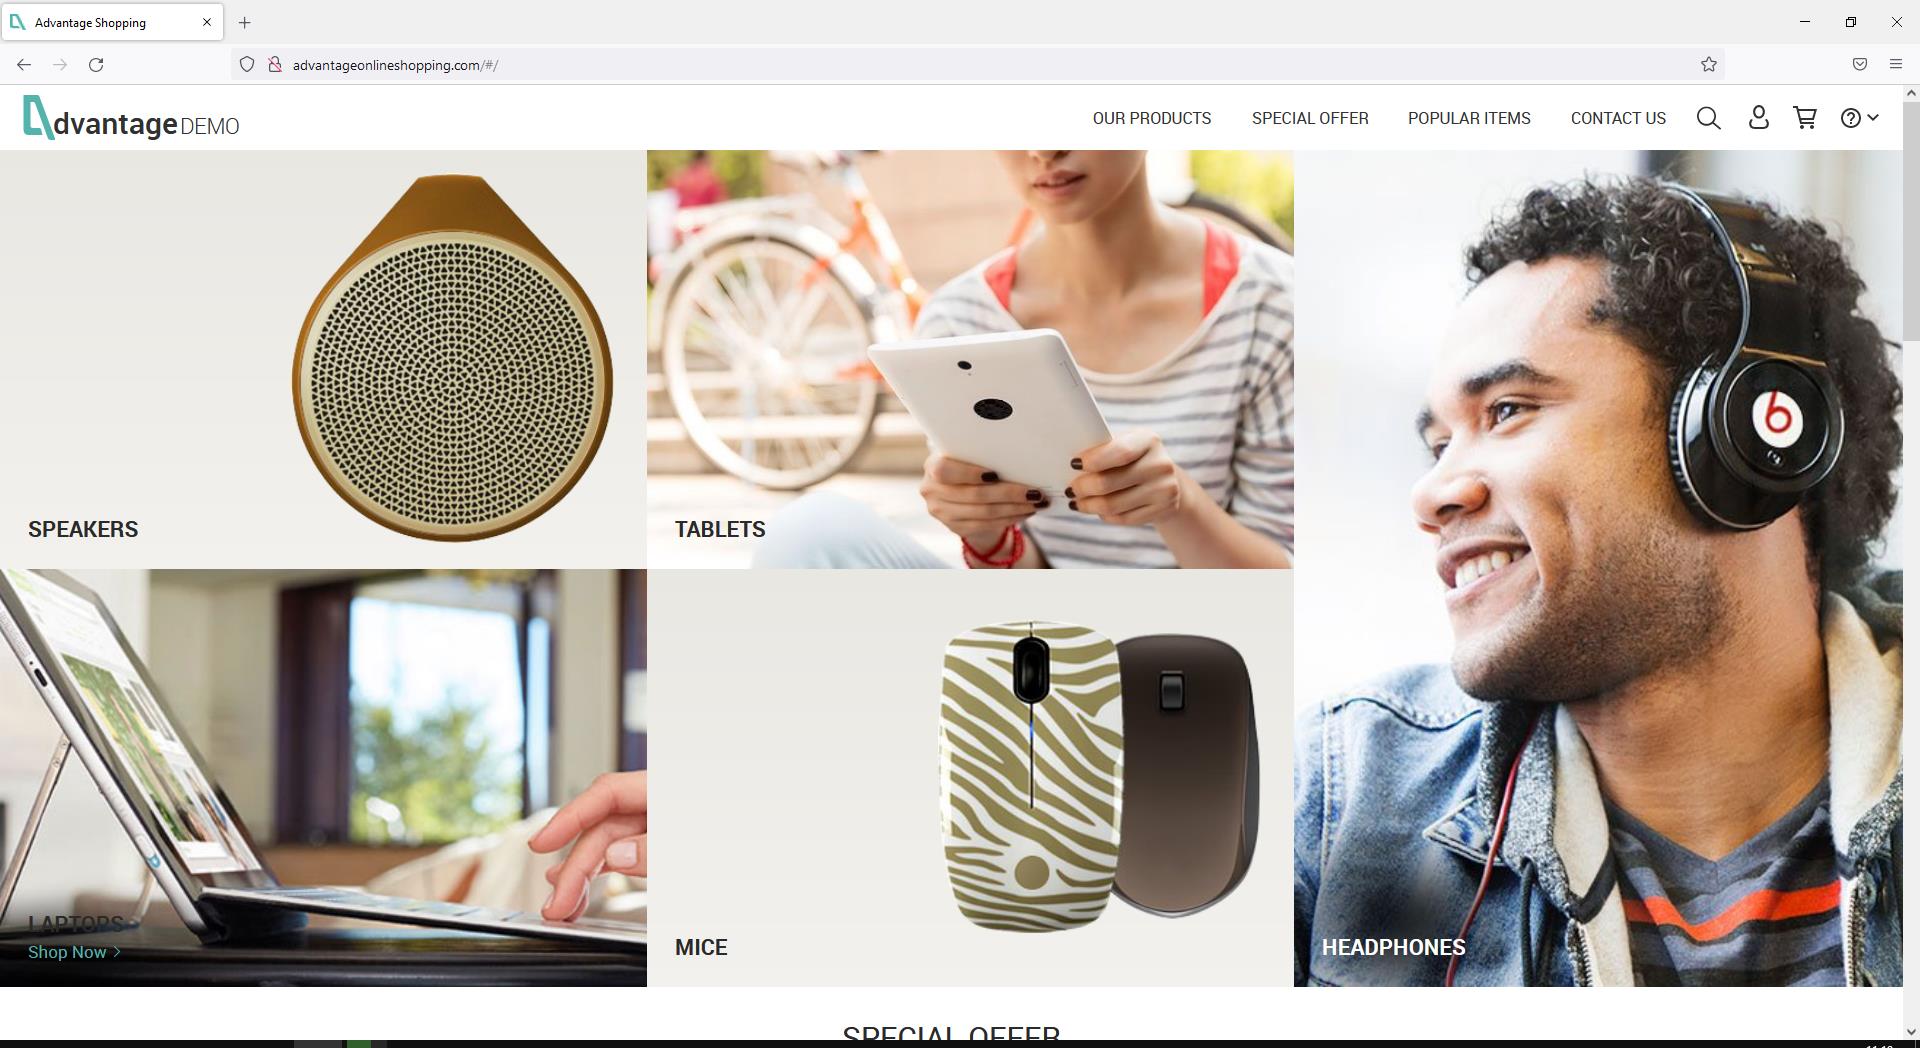 Advantage Shopping
advantageonlineshopping.com/#/
dvantage DEMO
OUR PRODUCTS
SPECIAL OFFER
POPULAR ITEMS
CONTACT US
SPEAKERS
TABLETS
LAPTOPS
Shop Now >
MICE
HEADPHONES
SPECIAL OFFER